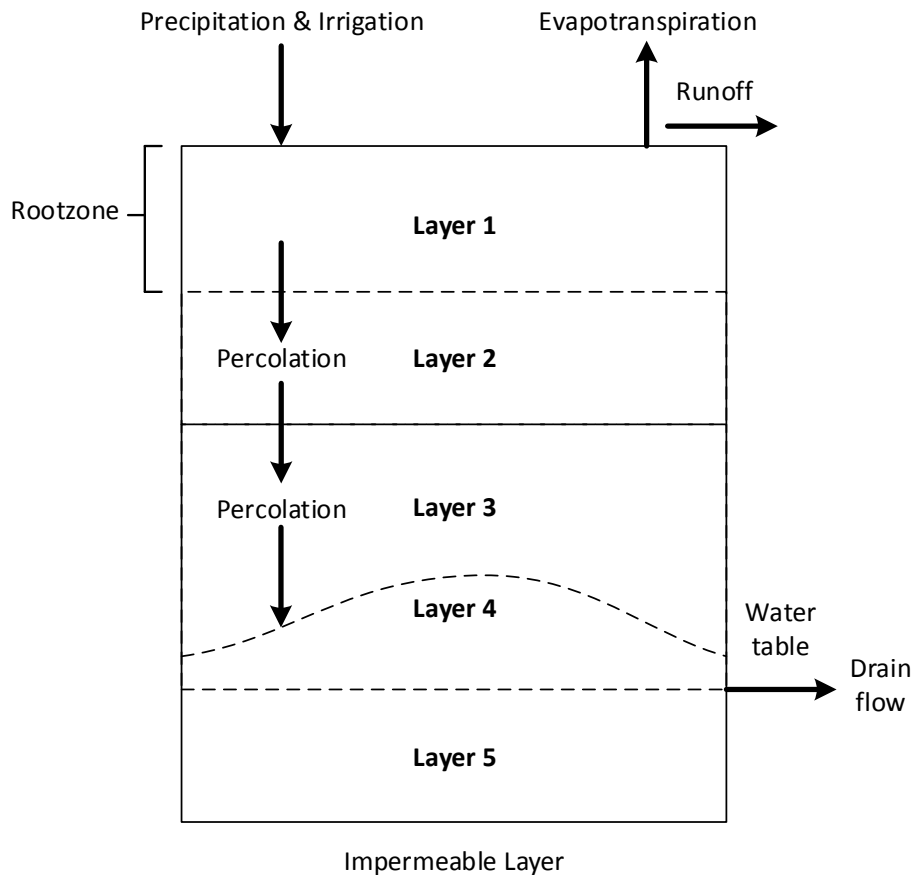 Precipitation & Irrigation
Evapotranspiration
Runoff
Rootzone
Layer 1
Percolation
Layer 2
Percolation
Layer 3
Layer 4
Water
table
Drain
flow
Layer 5
Impermeable Layer